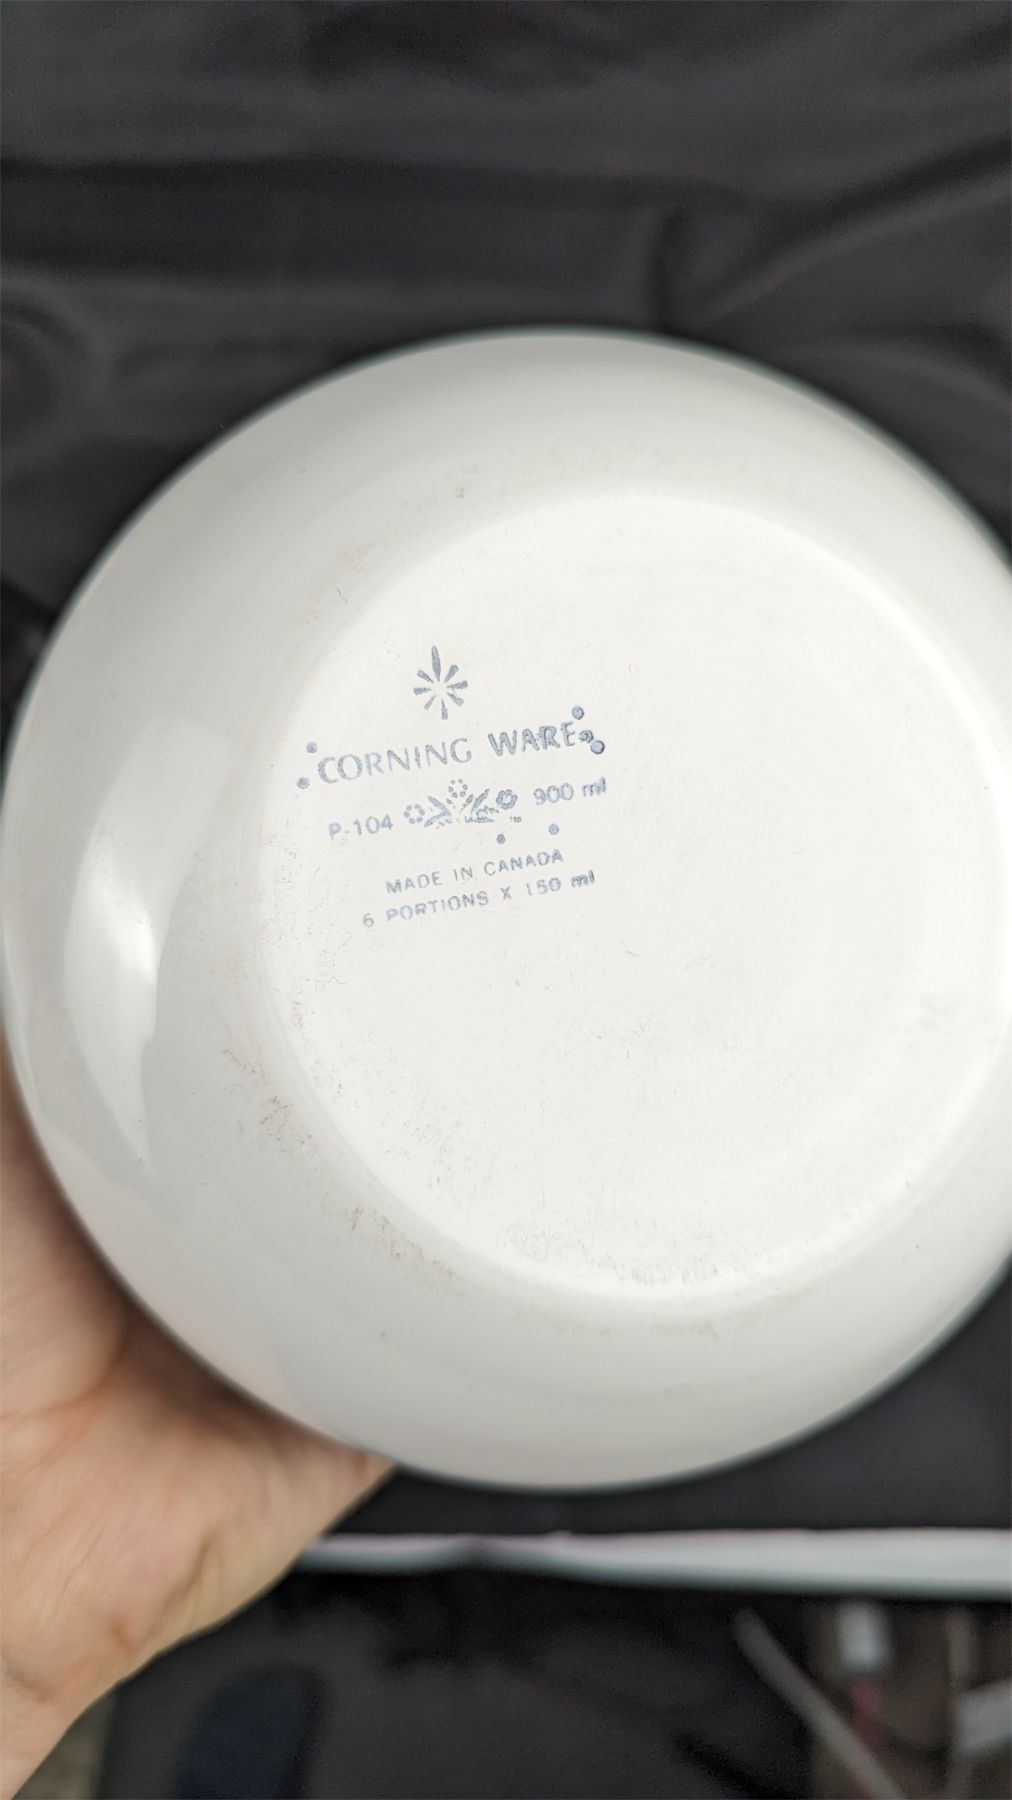 CORNING WARE
P-104 900 ml
MADE IN CANADA
6 PORTIONS X 150 ml